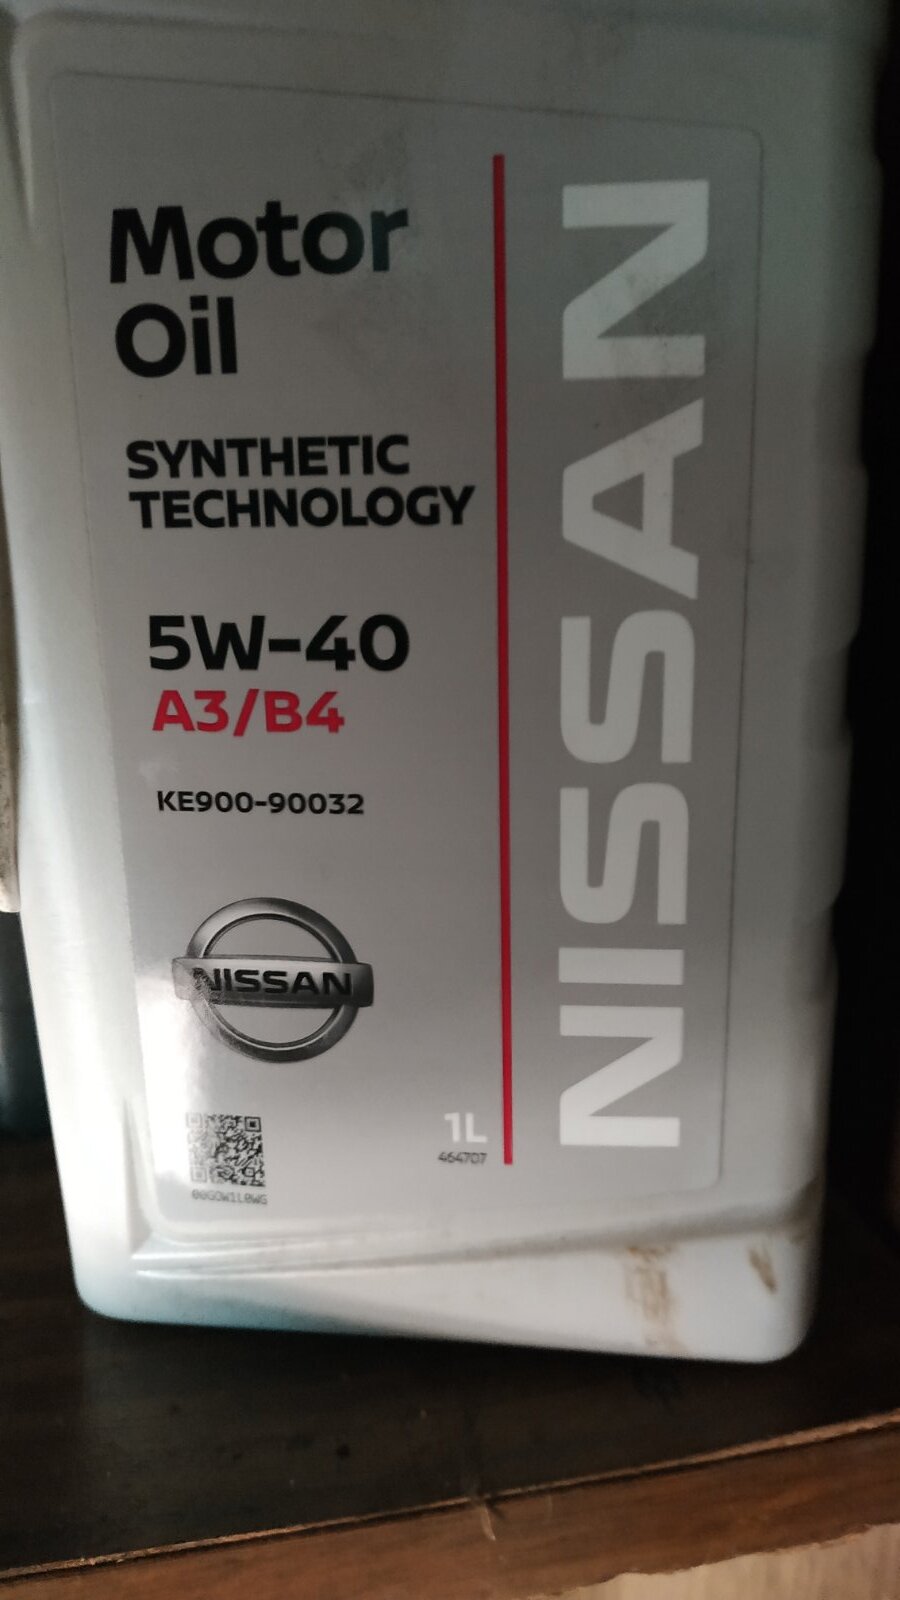 Motor
Oil
SYNTHETIC
TECHNOLOGY
5W-40
A3/B4
KE900-90032
NISSAN
1L
464707
NISSAN